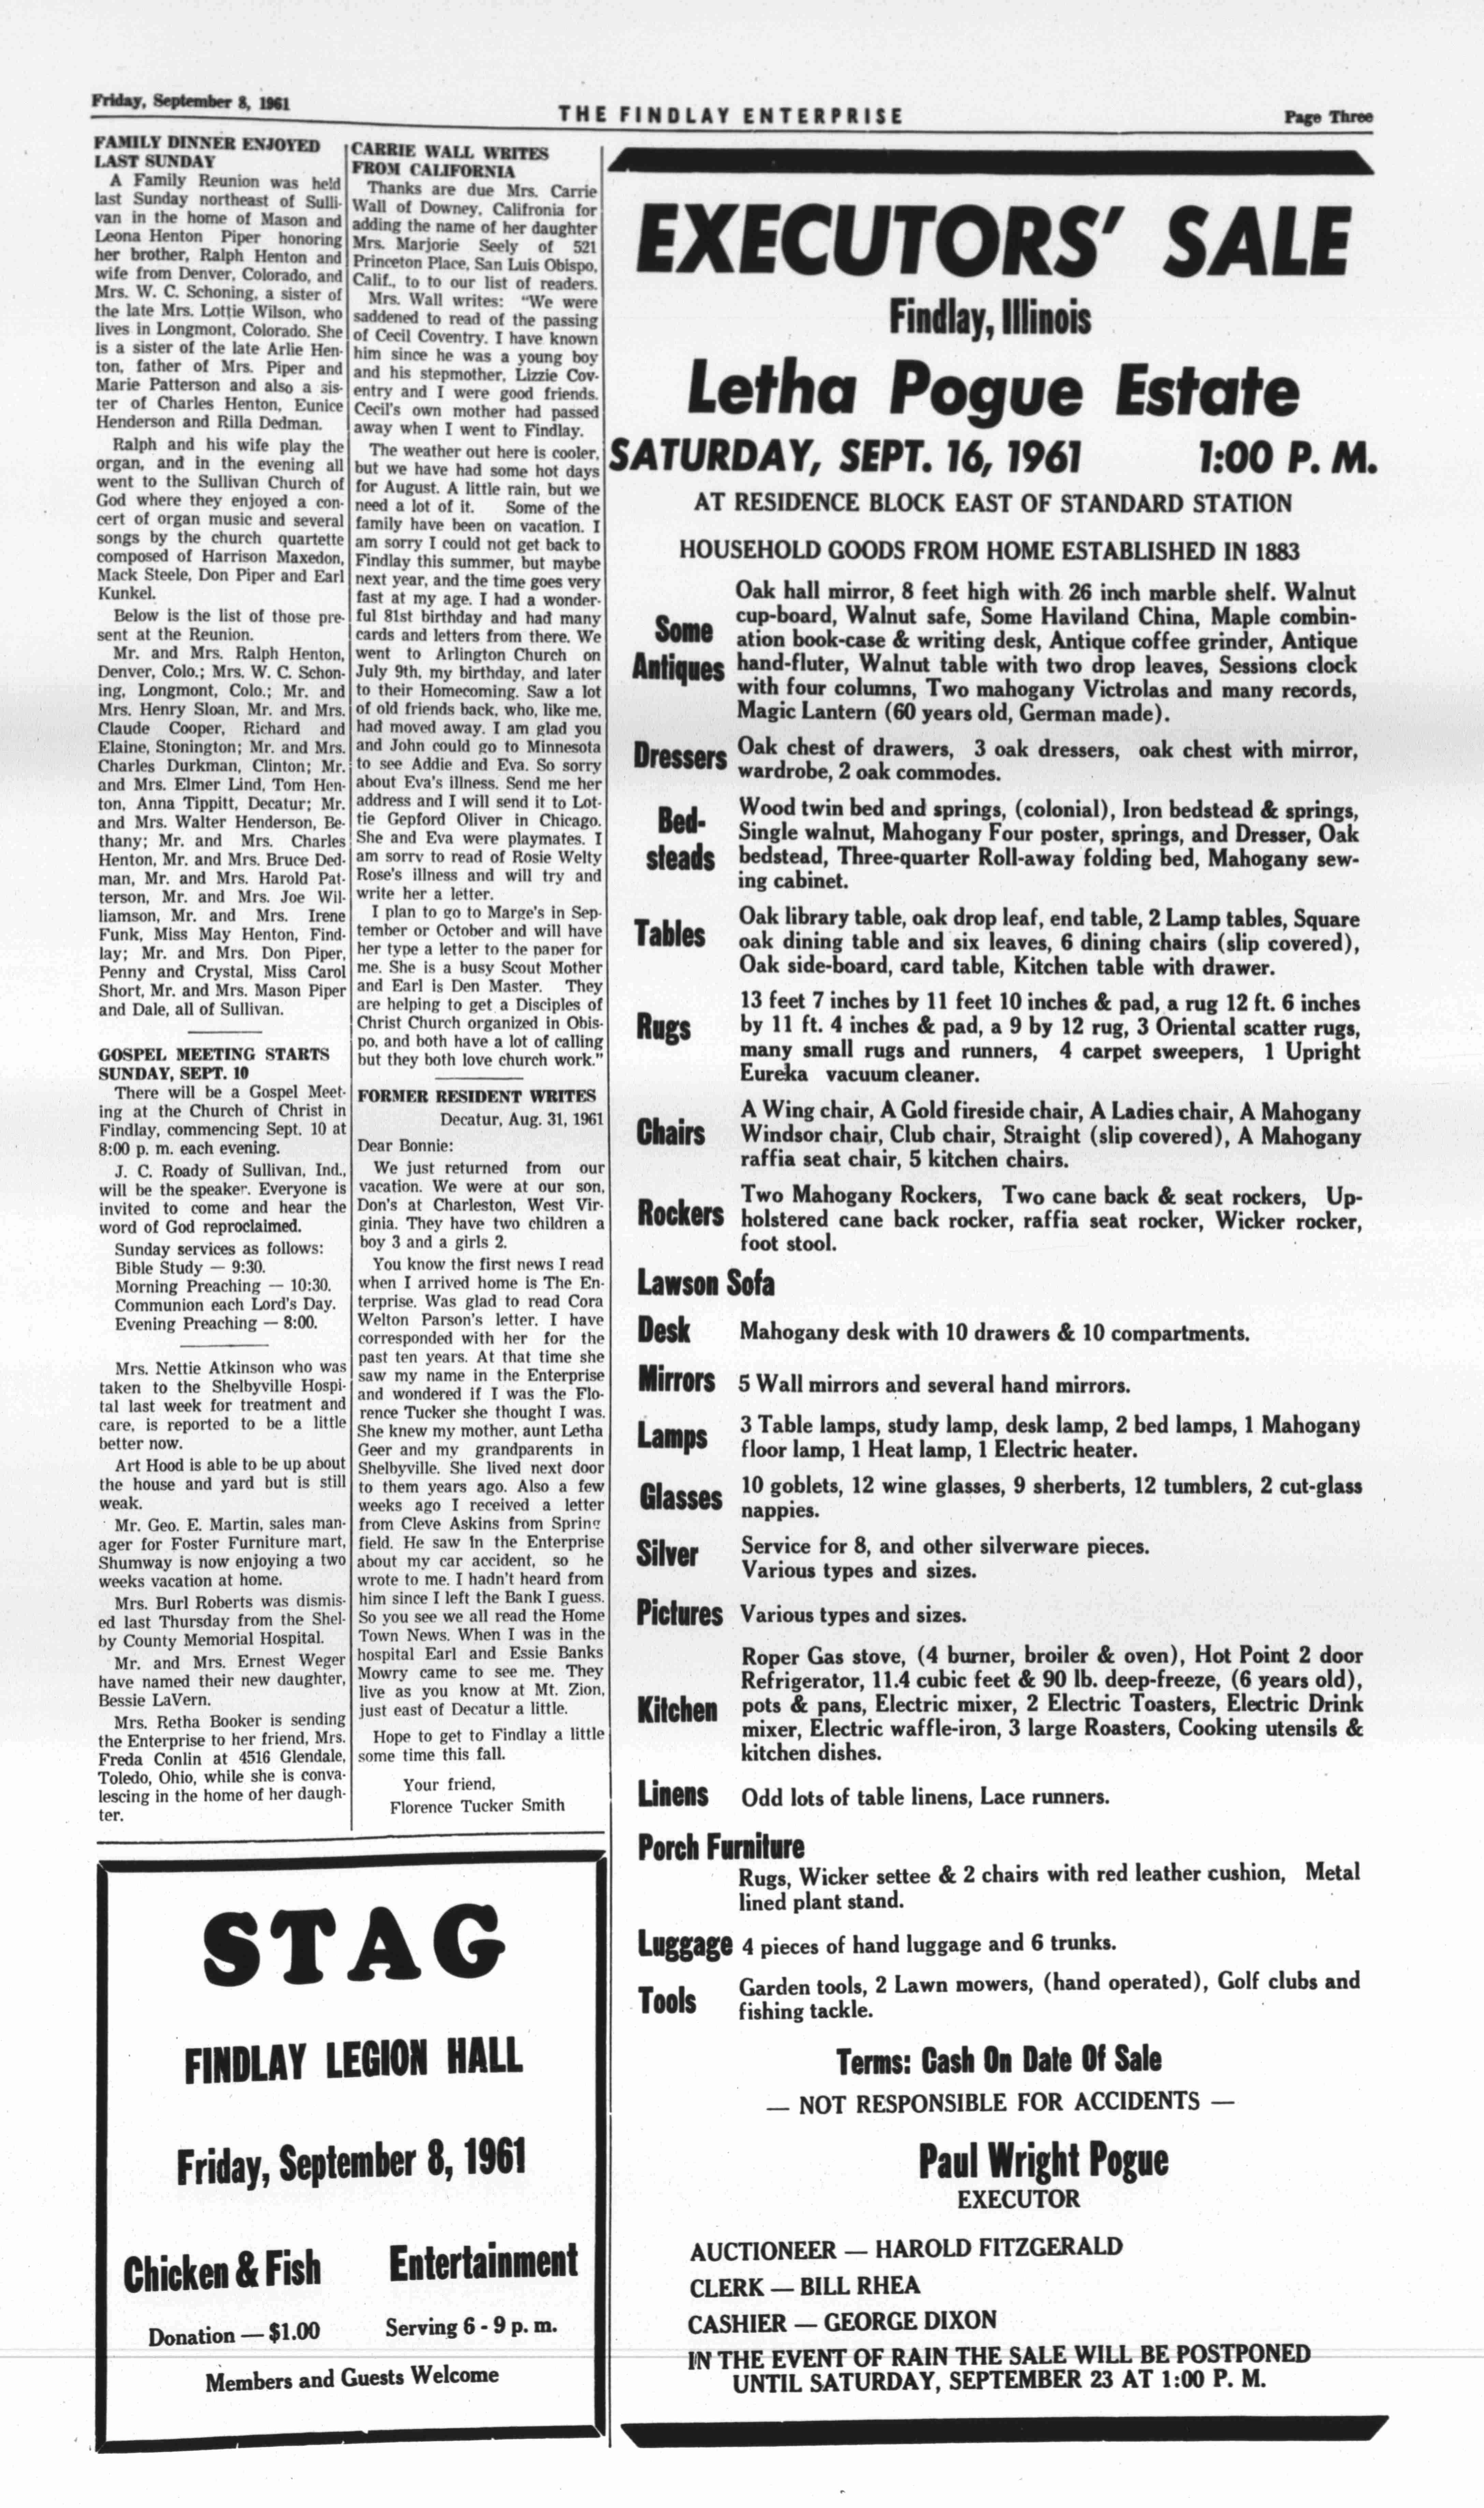 Friday, September 8, 1961
THE FINDLAY ENTERPRISE
Page Three
FAMILY DINNER ENJOYED
LAST SUNDAY
A Family Reunion was held
last Sunday northeast of Sulli-
van in the home of Mason and
Leona Henton Piper honoring
her brother, Ralph Henton and
wife from Denver, Colorado, and
Mrs. W. C. Schoning, a sister of
the late Mrs. Lottie Wilson, who
lives in Longmont, Colorado. She
is a sister of the late Arlie Hen-
ton, father of Mrs. Piper and
Marie Patterson and also a sis-
ter of Charles Henton, Eunice
Henderson and Rilla Dedman.
Ralph and his wife play the
organ, and in the evening all
went to the Sullivan Church of
God where they enjoyed a con-
cert of organ music and several
songs by the church quartette
composed of Harrison Maxedon,
Mack Steele, Don Piper and Earl
Kunkel.
Below is the list of those pre-
sent at the Reunion.
Mr. and Mrs. Ralph Henton,
Denver, Colo.; Mrs. W. C. Schon-
ing, Longmont, Colo.; Mr. and
Mrs. Henry Sloan, Mr. and Mrs.
Claude Cooper, Richard and
Elaine, Stonington; Mr. and Mrs.
Charles Durkman, Clinton; Mr.
and Mrs. Elmer Lind, Tom Hen-
ton, Anna Tippitt, Decatur; Mr.
and Mrs. Walter Henderson, Be-
thany; Mr. and Mrs. Charles
Henton, Mr. and Mrs. Bruce Ded-
man, Mr. and Mrs. Harold Pat-
terson, Mr. and Mrs. Joe Wil-
liamson, Mr. and Mrs. Irene
Funk, Miss May Henton, Find-
lay; Mr. and Mrs. Don Piper,
Penny and Crystal, Miss Carol
Short, Mr. and Mrs. Mason Piper
and Dale, all of Sullivan.
GOSPEL MEETING STARTS
SUNDAY, SEPT. 10
There will be a Gospel Meet-
ing at the Church of Christ in
Findlay, commencing Sept. 10 at
8:00 p. m. each evening.
J. C. Roady of Sullivan, Ind.,
will be the speaker. Everyone is
invited to come and hear the
word of God reproclaimed.
Sunday services as follows:
Bible Study — 9:30.
Morning Preaching — 10:30.
Communion each Lord's Day.
Evening Preaching — 8:00.
Mrs. Nettie Atkinson who was
taken to the Shelbyville Hospi-
tal last week for treatment and
care, is reported to be a little
better now.
Art Hood is able to be up about
the house and yard but is still
weak.
Mr. Geo. E. Martin, sales man-
ager for Foster Furniture mart,
Shumway is now enjoying a two
weeks vacation at home.
Mrs. Burl Roberts was dismis-
ed last Thursday from the Shel-
by County Memorial Hospital.
Mr. and Mrs. Ernest Weger
have named their new daughter,
Bessie LaVern.
Mrs. Retha Booker is sending
the Enterprise to her friend, Mrs.
Freda Conlin at 4516 Glendale,
Toledo, Ohio, while she is conva-
lescing in the home of her daugh-
ter.
CARRIE WALL WRITES
FROM CALIFORNIA
Thanks are due Mrs. Carrie
Wall of Downey, Califronia for
adding the name of her daughter
Mrs. Marjorie Seely of 521
Princeton Place, San Luis Obispo,
Calif., to to our list of readers.
Mrs. Wall writes: "We were
saddened to read of the passing
of Cecil Coventry. I have known
him since he was a young boy
and his stepmother, Lizzie Cov-
entry and I were good friends.
Cecil's own mother had passed
away when I went to Findlay.
The weather out here is cooler,
but we have had some hot days
for August. A little rain, but we
need a lot of it. Some of the
family have been on vacation. I
am sorry I could not get back to
Findlay this summer, but maybe
next year, and the time goes very
fast at my age. I had a wonder-
ful 81st birthday and had many
cards and letters from there. We
went to Arlington Church on
July 9th, my birthday, and later
to their Homecoming. Saw a lot
of old friends back, who, like me,
had moved away. I am glad you
and John could go to Minnesota
to see Addie and Eva. So sorry
about Eva's illness. Send me her
address and I will send it to Lot-
tie Gepford Oliver in Chicago.
She and Eva were playmates. I
am sorry to read of Rosie Welty
Rose's illness and will try and
write her a letter.
I plan to go to Marge's in Sep-
tember or October and will have
her type a letter to the paper for
me. She is a busy Scout Mother
and Earl is Den Master. They
are helping to get a Disciples of
Christ Church organized in Obis-
po, and both have a lot of calling
but they both love church work."
FORMER RESIDENT WRITES
Decatur, Aug. 31, 1961
Dear Bonnie:
We just returned from our
vacation. We were at our son,
Don's at Charleston, West Vir-
ginia. They have two children a
boy 3 and a girls 2.
You know the first news I read
when I arrived home is The En-
terprise. Was glad to read Cora
Welton Parson's letter. I have
corresponded with her for the
past ten years. At that time she
saw my name in the Enterprise
and wondered if I was the Flo-
rence Tucker she thought I was.
She knew my mother, aunt Letha
Geer and my grandparents in
Shelbyville. She lived next door
to them years ago. Also a few
weeks ago I received a letter
from Cleve Askins from Spring
field. He saw in the Enterprise
about my car accident, so he
wrote to me. I hadn't heard from
him since I left the Bank I guess.
So you see we all read the Home
Town News. When I was in the
hospital Earl and Essie Banks
Mowry came to see me. They
live as you know at Mt. Zion,
just east of Decatur a little.
Hope to get to Findlay a little
some time this fall.
Your friend,
Florence Tucker Smith
STAG
FINDLAY LEGION HALL
Friday, September 8, 1961
Chicken & Fish Entertainment
Donation — $1.00 Serving 6 - 9 p. m.
Members and Guests Welcome
EXECUTORS' SALE
Findlay, Illinois
Letha Pogue Estate
SATURDAY, SEPT. 16, 1961 1:00 P. M.
AT RESIDENCE BLOCK EAST OF STANDARD STATION
HOUSEHOLD GOODS FROM HOME ESTABLISHED IN 1883
Some
Antiques
Oak hall mirror, 8 feet high with 26 inch marble shelf. Walnut
cup-board, Walnut safe, Some Haviland China, Maple combin-
ation book-case & writing desk, Antique coffee grinder, Antique
hand-fluter, Walnut table with two drop leaves, Sessions clock
with four columns, Two mahogany Victrolas and many records,
Magic Lantern (60 years old, German made).
Dressers
Oak chest of drawers, 3 oak dressers, oak chest with mirror,
wardrobe, 2 oak commodes.
Bed-
steads
Wood twin bed and springs, (colonial), Iron bedstead & springs,
Single walnut, Mahogany Four poster, springs, and Dresser, Oak
bedstead, Three-quarter Roll-away folding bed, Mahogany sew-
ing cabinet.
Tables
Oak library table, oak drop leaf, end table, 2 Lamp tables, Square
oak dining table and six leaves, 6 dining chairs (slip covered),
Oak side-board, card table, Kitchen table with drawer.
Rugs
13 feet 7 inches by 11 feet 10 inches & pad, a rug 12 ft. 6 inches
by 11 ft. 4 inches & pad, a 9 by 12 rug, 3 Oriental scatter rugs,
many small rugs and runners, 4 carpet sweepers, 1 Upright
Eureka vacuum cleaner.
Chairs
A Wing chair, A Gold fireside chair, A Ladies chair, A Mahogany
Windsor chair, Club chair, Straight (slip covered), A Mahogany
raffia seat chair, 5 kitchen chairs.
Rockers
Two Mahogany Rockers, Two cane back & seat rockers, Up-
holstered cane back rocker, raffia seat rocker, Wicker rocker,
foot stool.
Lawson Sofa
Desk Mahogany desk with 10 drawers & 10 compartments.
Mirrors 5 Wall mirrors and several hand mirrors.
Lamps
3 Table lamps, study lamp, desk lamp, 2 bed lamps, 1 Mahogany
floor lamp, 1 Heat lamp, 1 Electric heater.
Glasses
10 goblets, 12 wine glasses, 9 sherberts, 12 tumblers, 2 cut-glass
nappies.
Silver
Service for 8, and other silverware pieces.
Various types and sizes.
Pictures Various types and sizes.
Kitchen
Roper Gas stove, (4 burner, broiler & oven), Hot Point 2 door
Refrigerator, 11.4 cubic feet & 90 lb. deep-freeze, (6 years old),
pots & pans, Electric mixer, 2 Electric Toasters, Electric Drink
mixer, Electric waffle-iron, 3 large Roasters, Cooking utensils &
kitchen dishes.
Linens Odd lots of table linens, Lace runners.
Porch Furniture
Rugs, Wicker settee & 2 chairs with red leather cushion, Metal
lined plant stand.
Luggage 4 pieces of hand luggage and 6 trunks.
Tools
Garden tools, 2 Lawn mowers, (hand operated), Golf clubs and
fishing tackle.
Terms: Cash On Date Of Sale
— NOT RESPONSIBLE FOR ACCIDENTS —
Paul Wright Pogue
EXECUTOR
AUCTIONEER — HAROLD FITZGERALD
CLERK — BILL RHEA
CASHIER — GEORGE DIXON
IN THE EVENT OF RAIN THE SALE WILL BE POSTPONED
UNTIL SATURDAY, SEPTEMBER 23 AT 1:00 P. M.